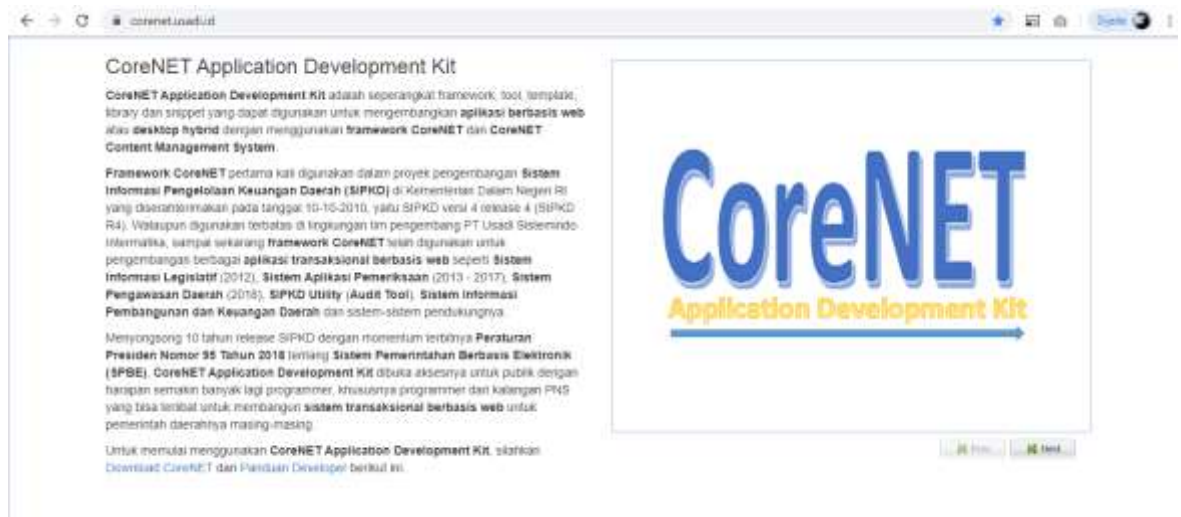 corenet.usadi.id
CoreNET Application Development Kit
CoreNET Application Development Kit adalah seperangkat framework, tool, template,
library dan snippet yang dapat digunakan untuk mengembangkan aplikasi berbasis web
atau desktop hybrid dengan menggunakan framework CoreNET dan CoreNET
Content Management System.
Framework CoreNET pertama kali digunakan dalam proyek pengembangan Sistem
Informasi Pengelolaan Keuangan Daerah (SIPKD) di Kementerian Dalam Negeri RI
yang diserahterimakan pada tanggal 10-10-2010, yaitu SIPKD versi 4 release 4 (SIPKD
R4). Walaupun digunakan terbatas di lingkungan tim pengembang PT Usadi Sistemindo
Intermatika, sampai sekarang framework CoreNET telah digunakan untuk
pengembangan berbagai aplikasi transaksional berbasis web seperti Sistem
Informasi Legislatif (2012), Sistem Aplikasi Pemeriksaan (2013 - 2017), Sistem
Pengawasan Daerah (2018), SIPKD Utility (Audit Tool), Sistem Informasi
Pembangunan dan Keuangan Daerah dan sistem-sistem pendukungnya.
Menyongsong 10 tahun release SIPKD dengan momentum terbitnya Peraturan
Presiden Nomor 95 Tahun 2018 tentang Sistem Pemerintahan Berbasis Elektronik
(SPBE), CoreNET Application Development Kit dibuka aksesnya untuk publik dengan
harapan semakin banyak lagi programmer, khususnya programmer dari kalangan PNS
yang bisa terlibat untuk membangun sistem transaksional berbasis web untuk
pemerintah daerahnya masing-masing.
Untuk memulai menggunakan CoreNET Application Development Kit, silahkan
Download CoreNET dan Panduan Developer berikut ini.
CoreNET
Application Development Kit
Prev
Next